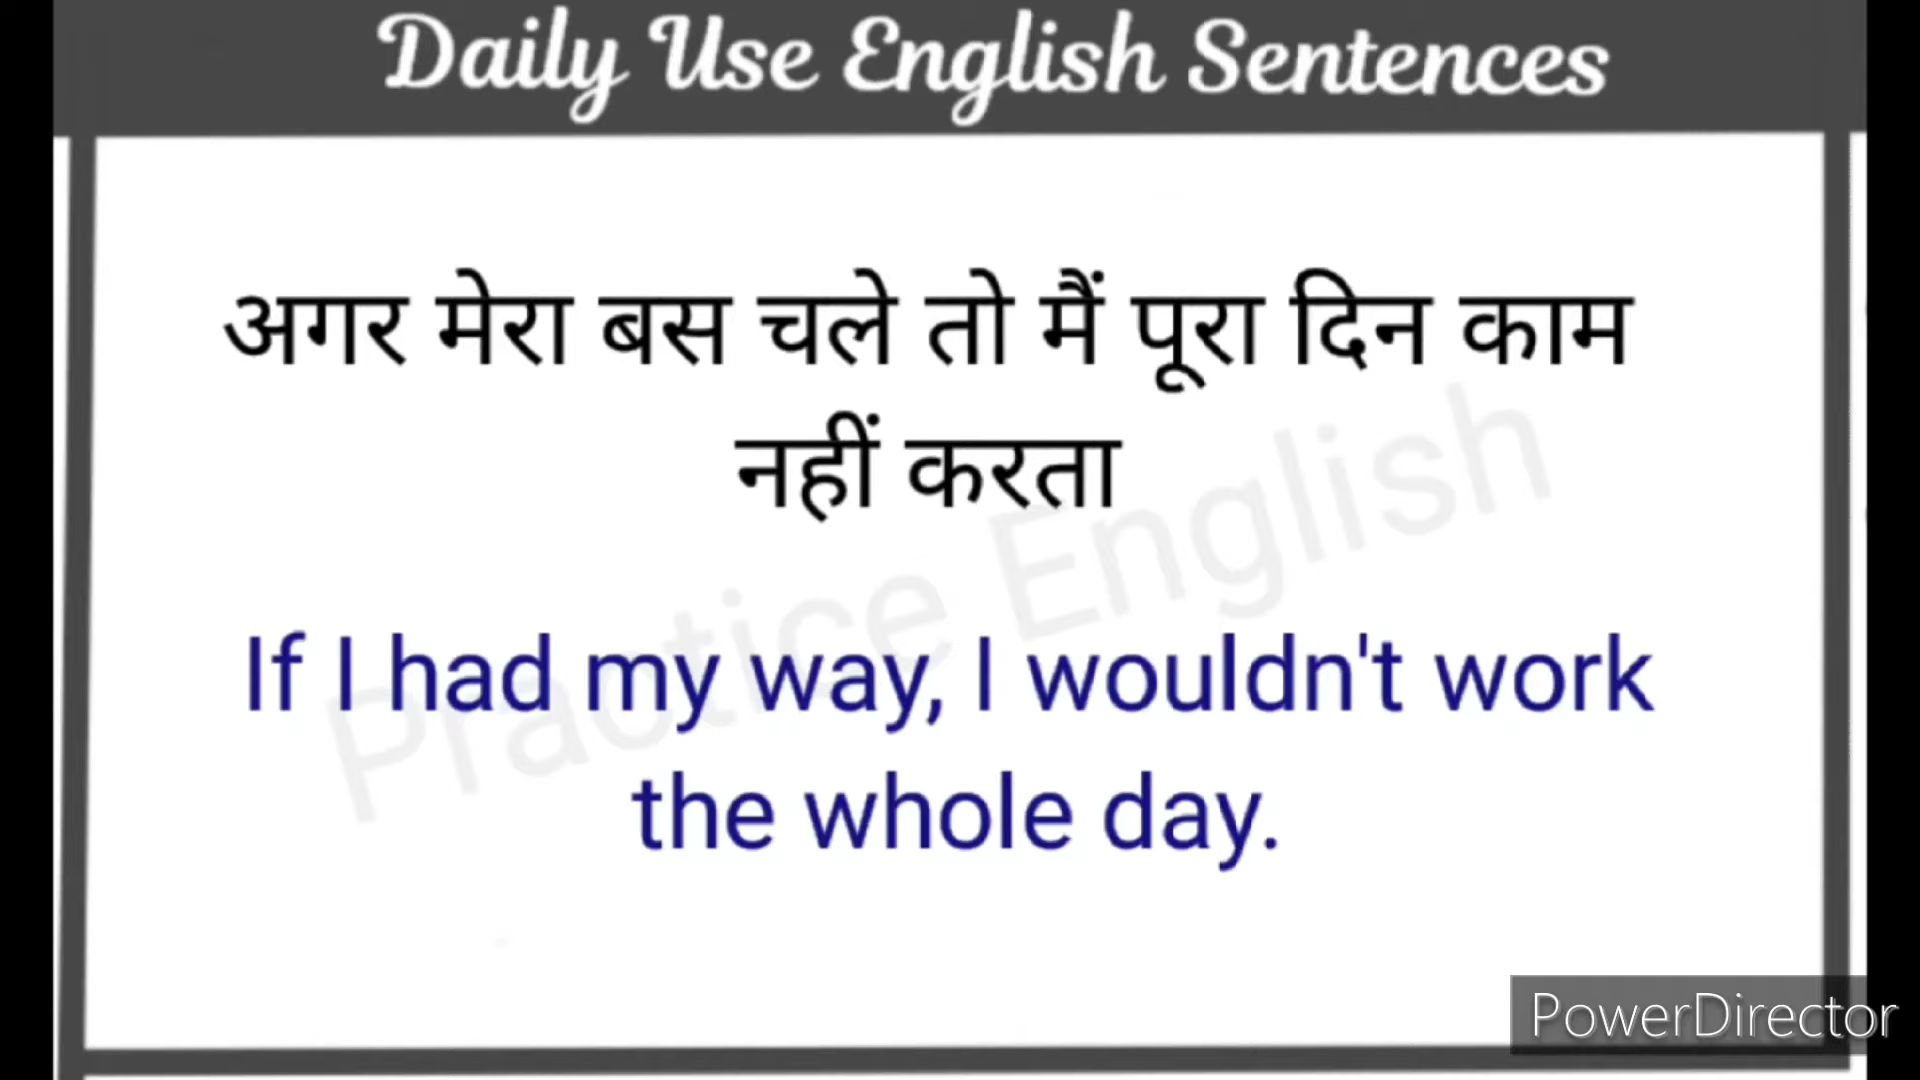 Daily Use English Sentences
अगर मेरा बस चले तो मैं पूरा दिन काम
नहीं करता
Practice English
If I had my way, I wouldn't work
the whole day.
PowerDirector